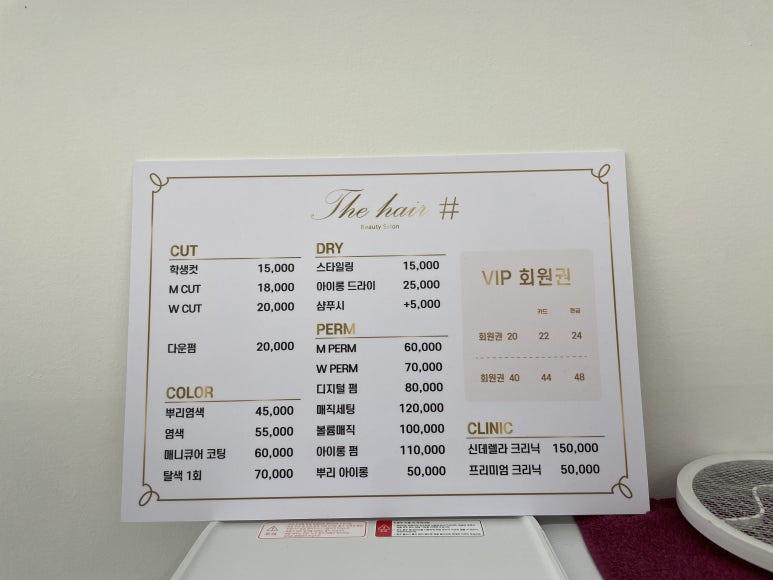 The hair #
Beauty Salon
CUT
학생컷 15,000
M CUT 18,000
W CUT 20,000
다운펌 20,000
COLOR
뿌리염색 45,000
염색 55,000
매니큐어 코팅 60,000
탈색 1회 70,000
DRY
스타일링 15,000
아이롱 드라이 25,000
샴푸시 +5,000
PERM
M PERM 60,000
W PERM 70,000
디지털 펌 80,000
매직세팅 120,000
볼륨매직 100,000
아이롱 펌 110,000
뿌리 아이롱 50,000
VIP 회원권
카드 현금
회원권 20 22 24
회원권 40 44 48
CLINIC
신데렐라 크리닉 150,000
프리미엄 크리닉 50,000